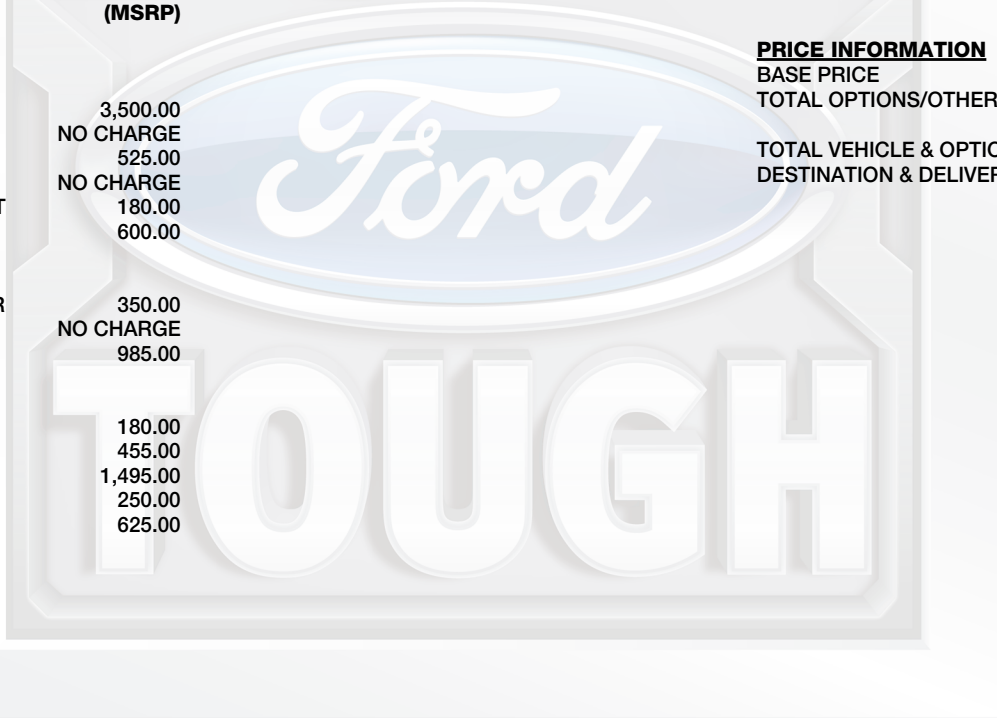 (MSRP)
3,500.00
NO CHARGE
525.00
NO CHARGE
T 180.00
600.00
R 350.00
NO CHARGE
985.00
180.00
455.00
1,495.00
250.00
625.00
PRICE INFORMATION
BASE PRICE
TOTAL OPTIONS/OTHER
TOTAL VEHICLE & OPTIO
DESTINATION & DELIVER
Ford
TOUGH